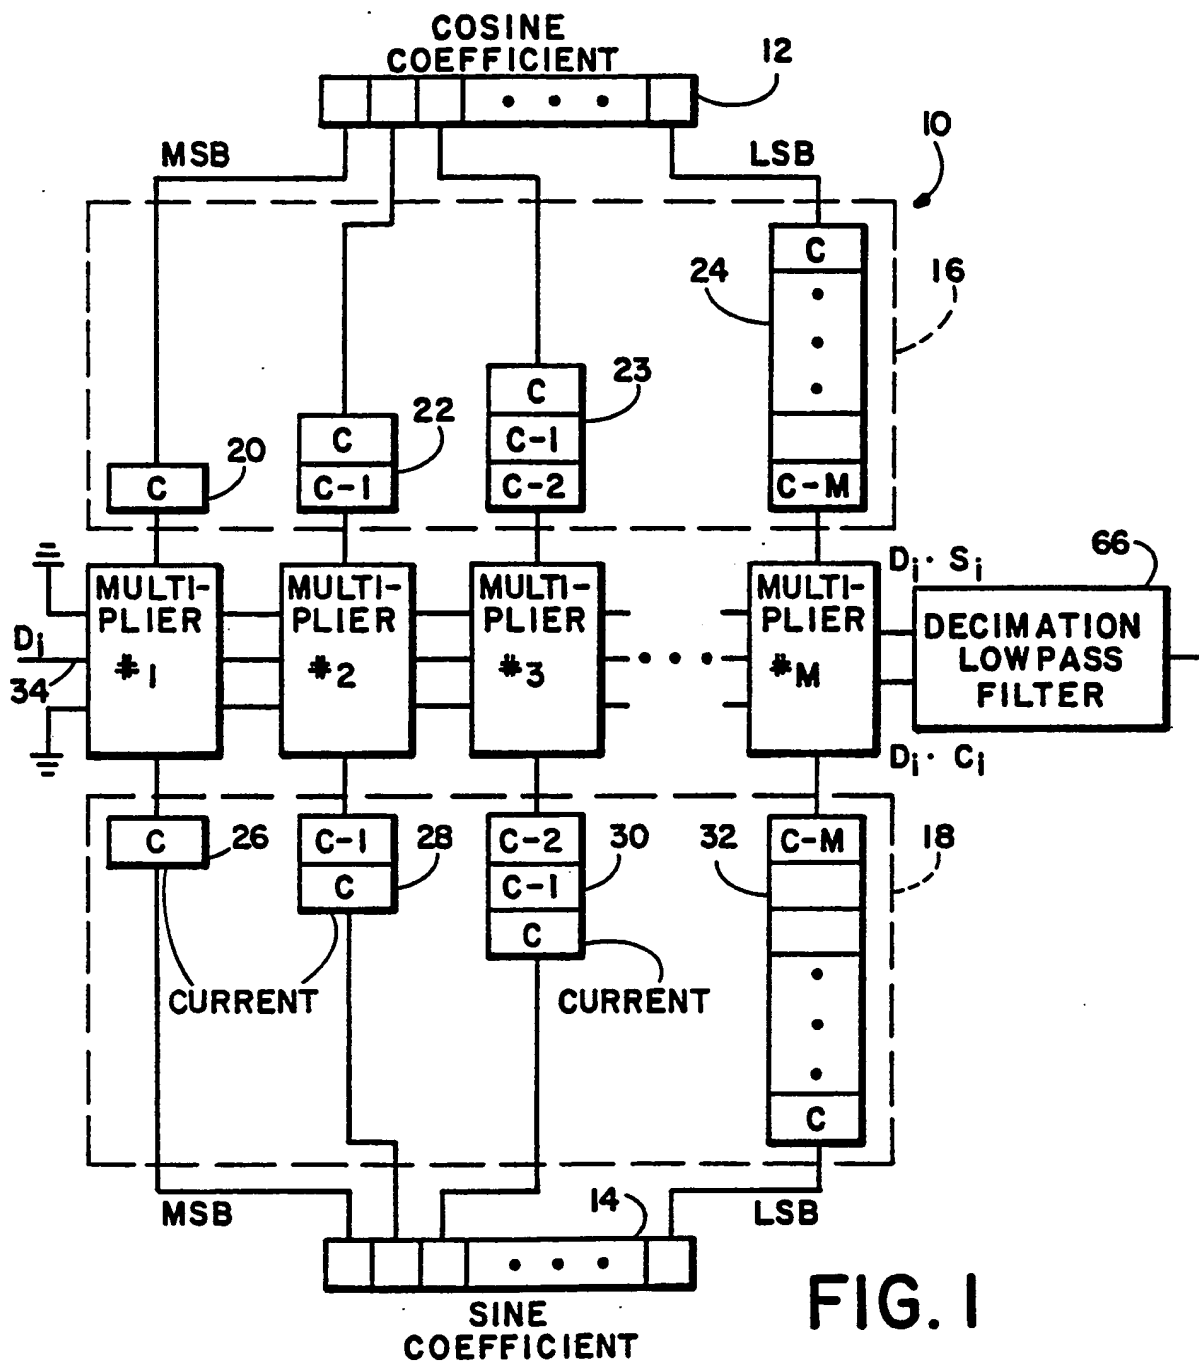 COSINE
COEFFICIENT
12
10
MSB
LSB
C
24
16
C
23
22
C
C-1
20
C
C-1
C-2
C
C-M
Di · Si
66
MULTI-
PLIER
#1
MULTI-
PLIER
#2
MULTI-
PLIER
#3
MULTI-
PLIER
#M
Di
34
DECIMATION
LOWPASS
FILTER
Di · Ci
C
26
C-1
C
28
C-2
C-1
C
30
32
C-M
C
18
CURRENT
CURRENT
MSB
14
LSB
SINE
COEFFICIENT
FIG. 1